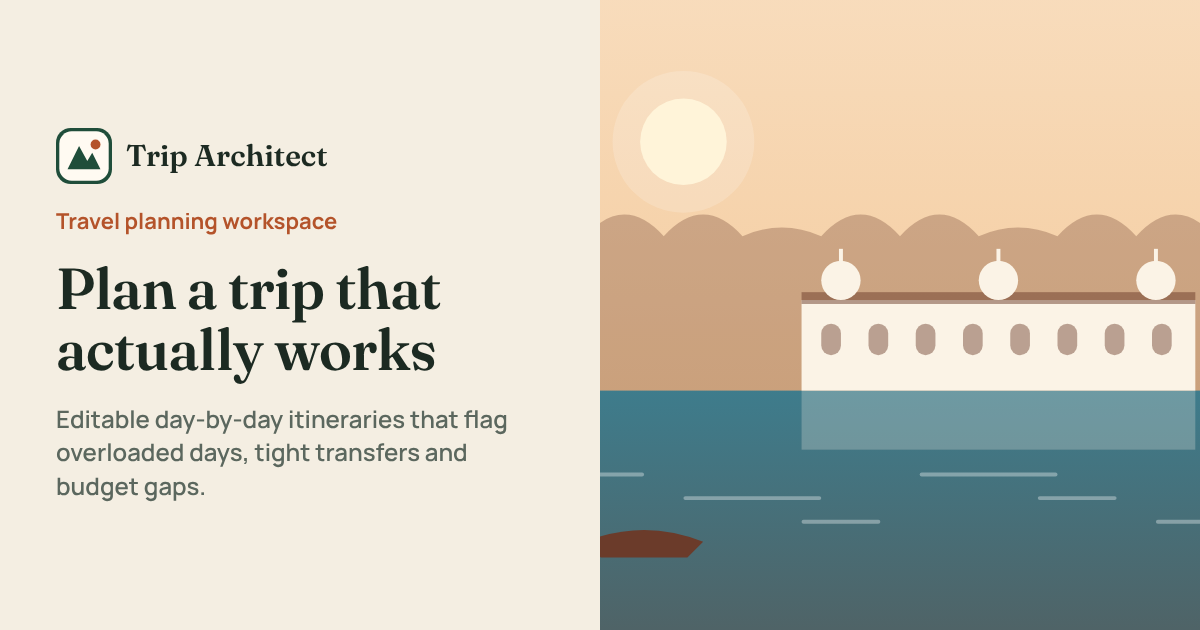 Trip Architect
Travel planning workspace
Plan a trip that
actually works
Editable day-by-day itineraries that flag
overloaded days, tight transfers and
budget gaps.